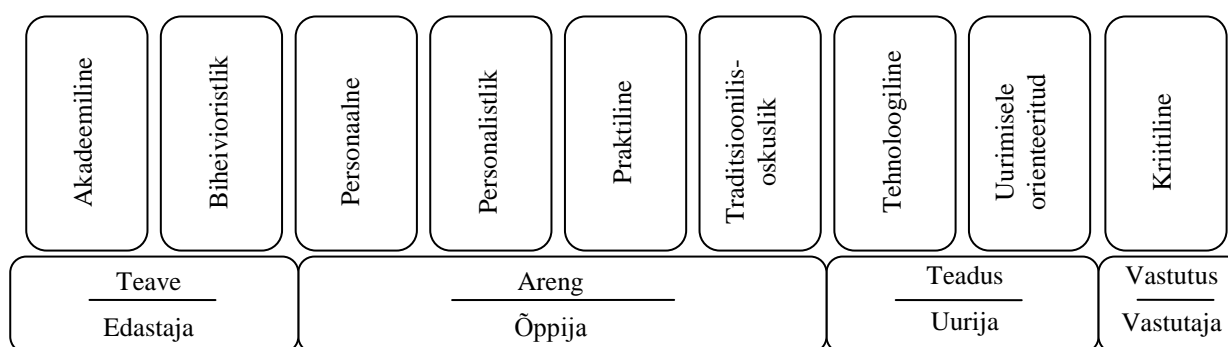 Akadeemiline
Biheivioristlik
Personaalne
Personalistlik
Praktiline
Traditsioonilis-
oskuslik
Tehnoloogiline
Uurimisele
orienteeritud
Kriitiline
Teave
Edastaja
Areng
Õppija
Teadus
Uurija
Vastutus
Vastutaja